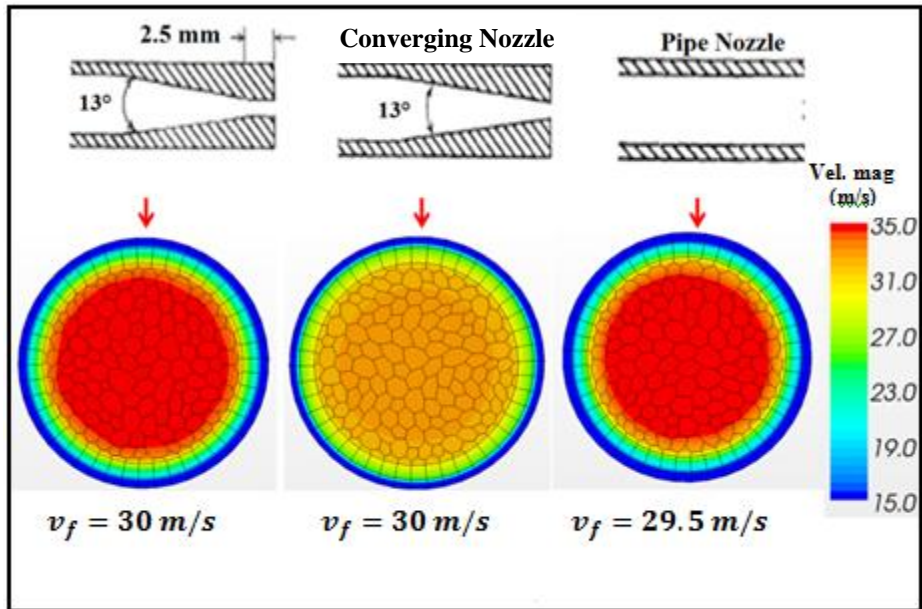 2.5 mm
Converging Nozzle
Pipe Nozzle
13°
13°
Vel. mag
(m/s)
35.0
31.0
27.0
23.0
19.0
15.0
v_f = 30 m/s
v_f = 30 m/s
v_f = 29.5 m/s